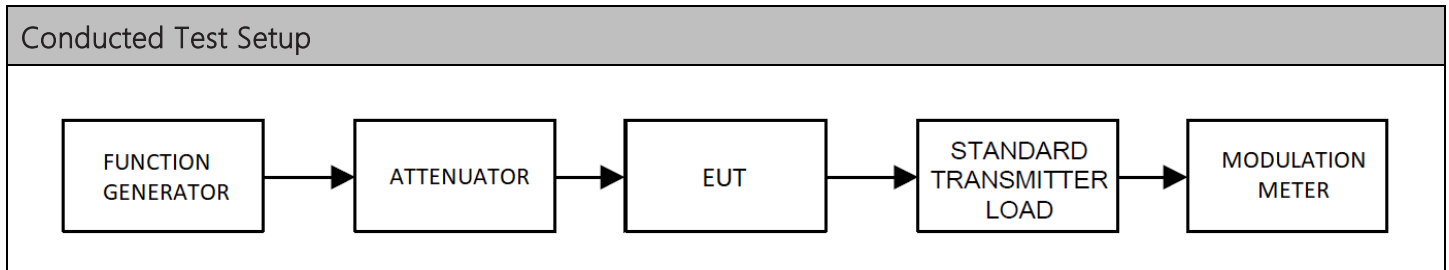 Conducted Test Setup
FUNCTION
GENERATOR
ATTENUATOR
EUT
STANDARD
TRANSMITTER
LOAD
MODULATION
METER